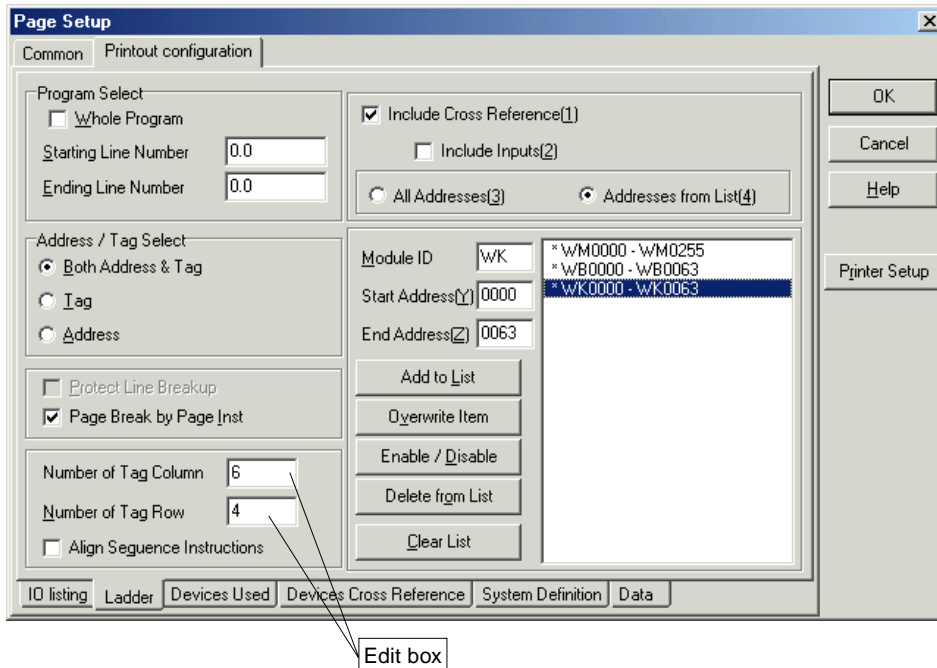 Page Setup
Common
Printout configuration
Program Select
Whole Program
Starting Line Number 0.0
Ending Line Number 0.0
Address / Tag Select
Both Address & Tag
Tag
Address
Protect Line Breakup
Page Break by Page Inst
Number of Tag Column 6
Number of Tag Row 4
Align Seguence Instructions
Include Cross Reference(1)
Include Inputs(2)
All Addresses(3)
Addresses from List(4)
Module ID WK
Start Address(Y) 0000
End Address(Z) 0063
Add to List
Overwrite Item
Enable / Disable
Delete from List
Clear List
* WM0000 - WM0255
* WB0000 - WB0063
* WK0000 - WK0063
OK
Cancel
Help
Printer Setup
IO listing
Ladder
Devices Used
Devices Cross Reference
System Definition
Data
Edit box